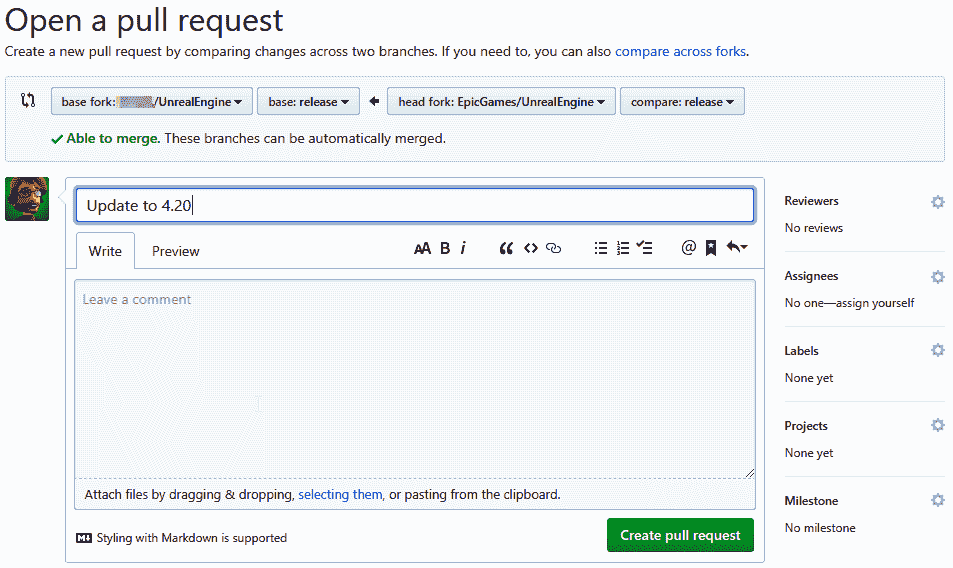 Open a pull request
Create a new pull request by comparing changes across two branches. If you need to, you can also compare across forks.
base fork: /UnrealEngine base: release head fork: EpicGames/UnrealEngine compare: release
Able to merge. These branches can be automatically merged.
Update to 4.20
Write Preview
AA B i @
Leave a comment
Attach files by dragging & dropping, selecting them, or pasting from the clipboard.
M Styling with Markdown is supported
Create pull request
Reviewers
No reviews
Assignees
No one—assign yourself
Labels
None yet
Projects
None yet
Milestone
No milestone